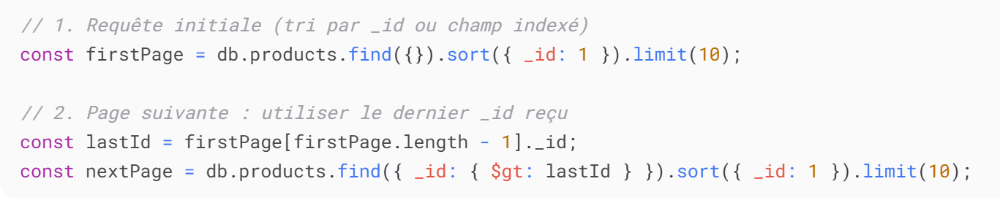 // 1. Requête initiale (tri par _id ou champ indexé)
const firstPage = db.products.find({}).sort({ _id: 1 }).limit(10);
// 2. Page suivante : utiliser le dernier _id reçu
const lastId = firstPage[firstPage.length - 1]._id;
const nextPage = db.products.find({ _id: { $gt: lastId } }).sort({ _id: 1 }).limit(10);